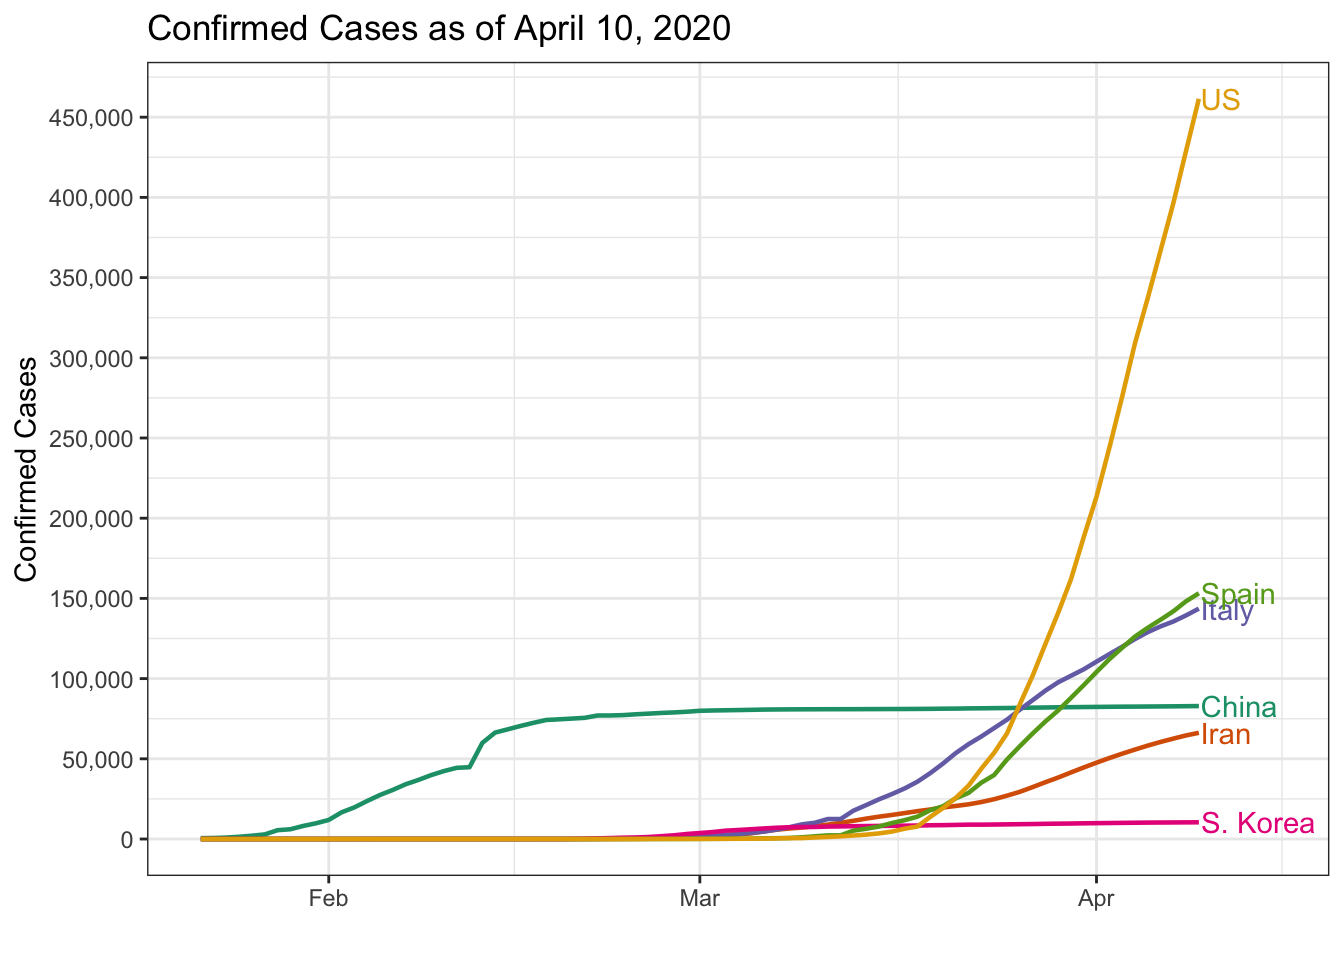 Confirmed Cases as of April 10, 2020
Confirmed Cases
450,000
400,000
350,000
300,000
250,000
200,000
150,000
100,000
50,000
0
US
Spain
Italy
China
Iran
S. Korea
Feb
Mar
Apr